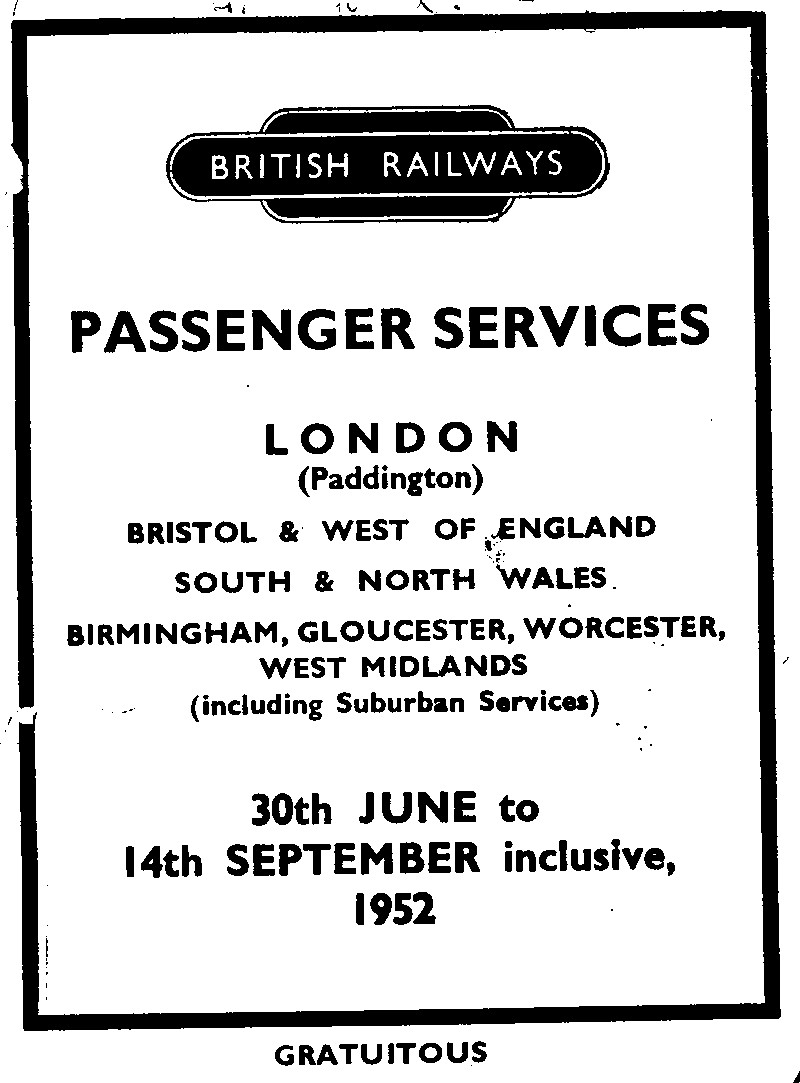 BRITISH RAILWAYS
PASSENGER SERVICES
LONDON
(Paddington)
BRISTOL & WEST OF ENGLAND
SOUTH & NORTH WALES
BIRMINGHAM, GLOUCESTER, WORCESTER,
WEST MIDLANDS
(including Suburban Services)
30th JUNE to
14th SEPTEMBER inclusive,
1952
GRATUITOUS